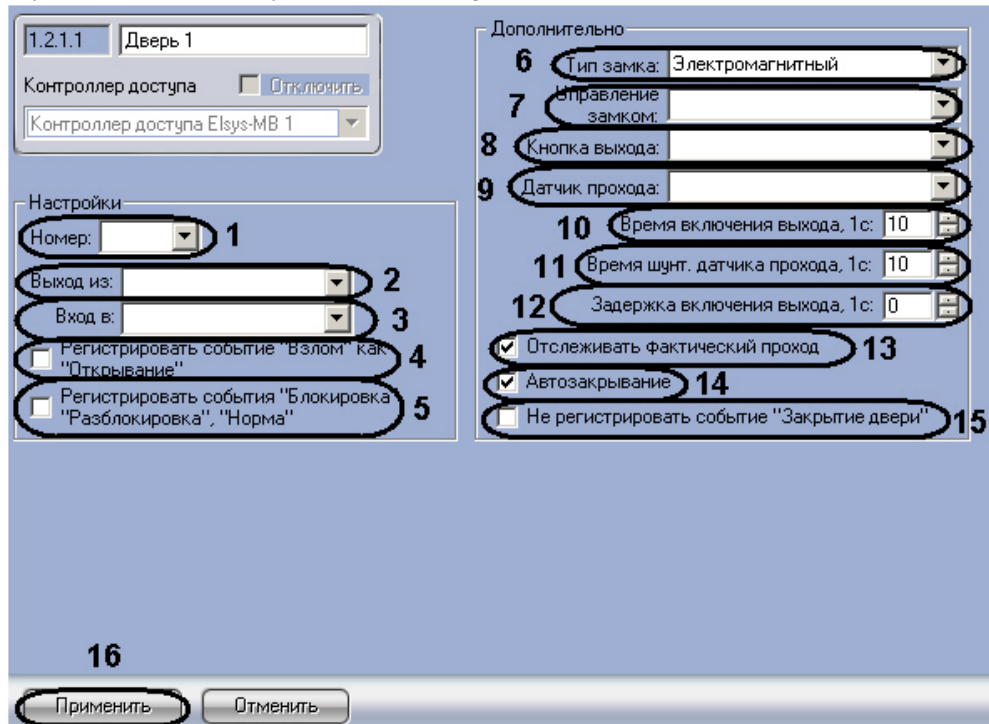 1.2.1.1 Дверь 1
Контроллер доступа Отключить
Контроллер доступа Elsys-MB 1
Настройки
Номер: 1
Выход из: 2
Вход в: 3
Регистрировать событие "Взлом" как
"Открывание" 4
Регистрировать события "Блокировка
"Разблокировка", "Норма" 5
Дополнительно
6 Тип замка: Электромагнитный
7 Управление
замком:
8 Кнопка выхода:
9 Датчик прохода:
10 Время включения выхода, 1с: 10
11 Время шунт. датчика прохода, 1с: 10
12 Задержка включения выхода, 1с: 0
Отслеживать фактический проход 13
Автозакрывание 14
Не регистрировать событие "Закрытие двери" 15
16
Применить Отменить